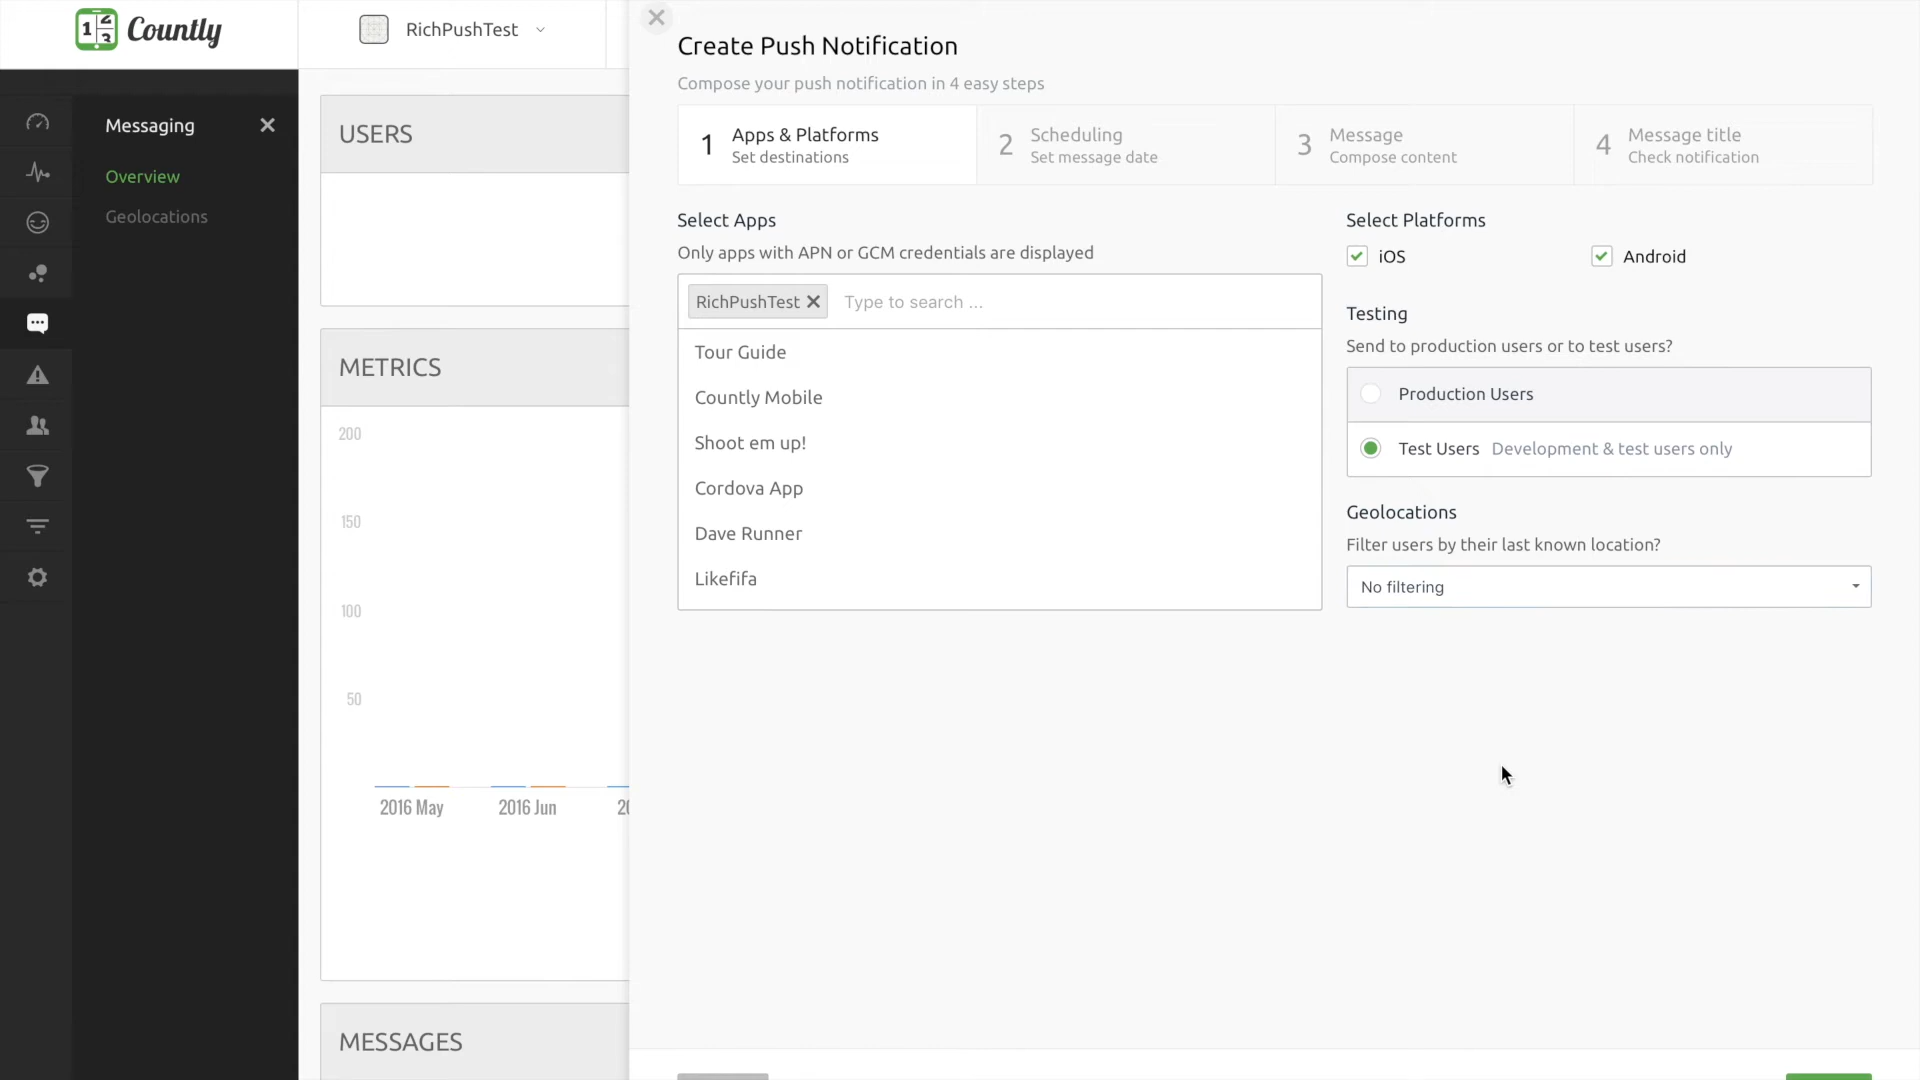 Countly
RichPushTest
Messaging
Overview
Geolocations
USERS
METRICS
200
150
100
50
2016 May
2016 Jun
MESSAGES
Create Push Notification
Compose your push notification in 4 easy steps
1 Apps & Platforms
Set destinations
2 Scheduling
Set message date
3 Message
Compose content
4 Message title
Check notification
Select Apps
Only apps with APN or GCM credentials are displayed
RichPushTest Type to search ...
Tour Guide
Countly Mobile
Shoot em up!
Cordova App
Dave Runner
Likefifa
Select Platforms
iOS
Android
Testing
Send to production users or to test users?
Production Users
Test Users Development & test users only
Geolocations
Filter users by their last known location?
No filtering